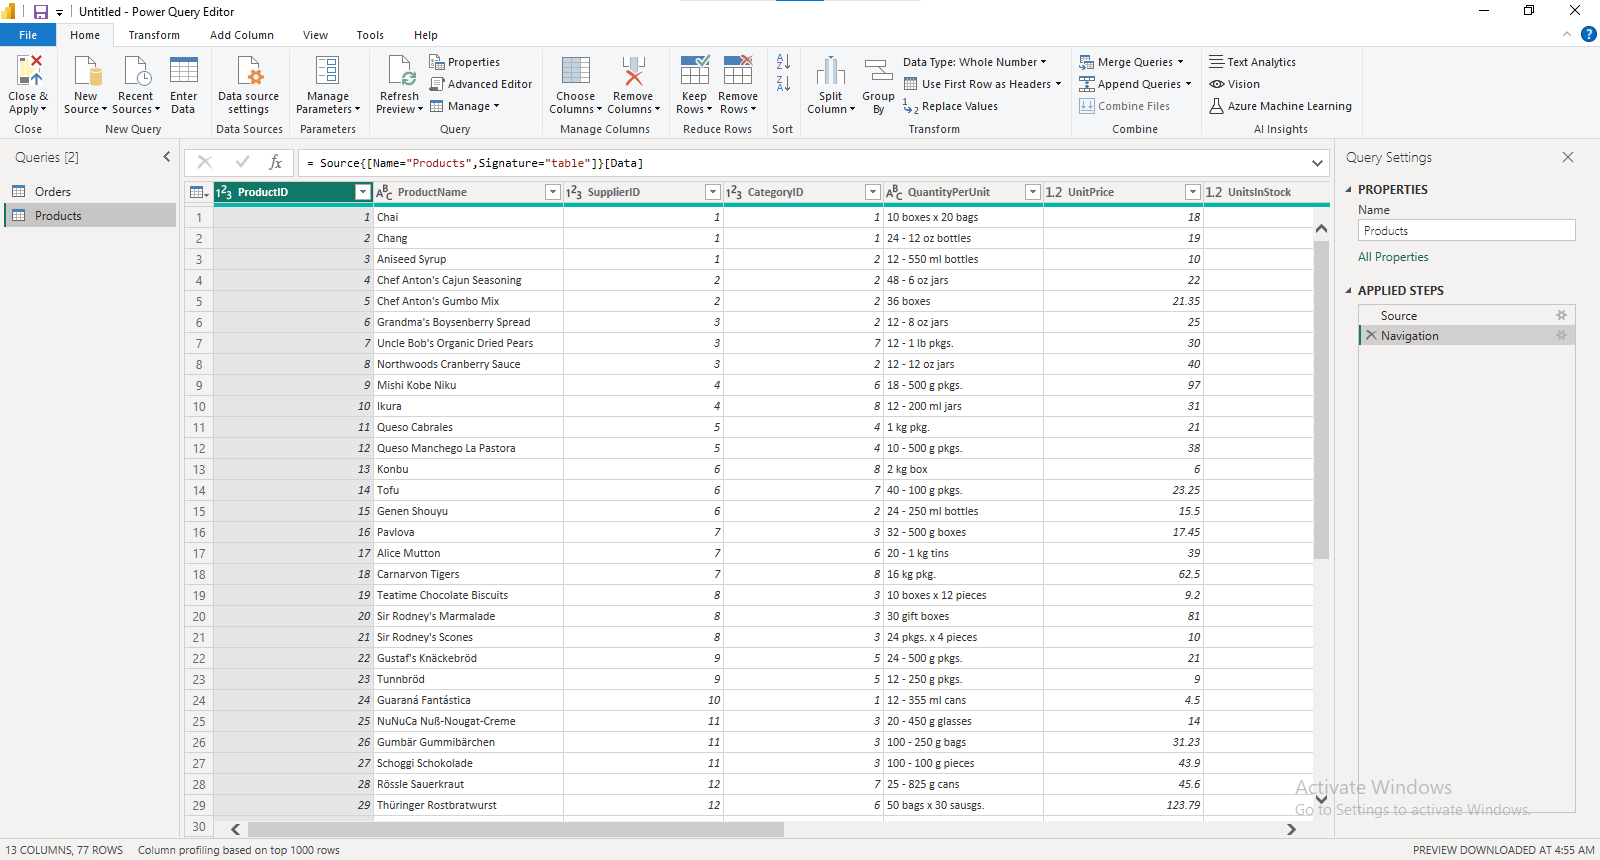 Untitled - Power Query Editor
File Home Transform Add Column View Tools Help
Close & Apply
Close
New Source
Recent Sources
Enter Data
New Query
Data source settings
Data Sources
Manage Parameters
Parameters
Refresh Preview
Properties
Advanced Editor
Manage
Query
Choose Columns
Remove Columns
Manage Columns
Keep Rows
Remove Rows
Reduce Rows
Sort
Split Column
Group By
Data Type: Whole Number
Use First Row as Headers
Replace Values
Transform
Merge Queries
Append Queries
Combine Files
Combine
Text Analytics
Vision
Azure Machine Learning
AI Insights
Queries [2]
Orders
Products
= Source{[Name="Products",Signature="table"]}[Data]
ProductID ProductName SupplierID CategoryID QuantityPerUnit 1.2 UnitPrice 1.2 UnitsInStock
1 1 Chai 1 1 10 boxes x 20 bags 18
2 2 Chang 1 1 24 - 12 oz bottles 19
3 3 Aniseed Syrup 1 2 12 - 550 ml bottles 10
4 4 Chef Anton's Cajun Seasoning 2 2 48 - 6 oz jars 22
5 5 Chef Anton's Gumbo Mix 2 2 36 boxes 21.35
6 6 Grandma's Boysenberry Spread 3 2 12 - 8 oz jars 25
7 7 Uncle Bob's Organic Dried Pears 3 7 12 - 1 lb pkgs. 30
8 8 Northwoods Cranberry Sauce 3 2 12 - 12 oz jars 40
9 9 Mishi Kobe Niku 4 6 18 - 500 g pkgs. 97
10 10 Ikura 4 8 12 - 200 ml jars 31
11 11 Queso Cabrales 5 4 1 kg pkg. 21
12 12 Queso Manchego La Pastora 5 4 10 - 500 g pkgs. 38
13 13 Konbu 6 8 2 kg box 6
14 14 Tofu 6 7 40 - 100 g pkgs. 23.25
15 15 Genen Shouyu 6 2 24 - 250 ml bottles 15.5
16 16 Pavlova 7 3 32 - 500 g boxes 17.45
17 17 Alice Mutton 7 6 20 - 1 kg tins 39
18 18 Carnarvon Tigers 7 8 16 kg pkg. 62.5
19 19 Teatime Chocolate Biscuits 8 3 10 boxes x 12 pieces 9.2
20 20 Sir Rodney's Marmalade 8 3 30 gift boxes 81
21 21 Sir Rodney's Scones 8 3 24 pkgs. x 4 pieces 10
22 22 Gustaf's Knäckebröd 9 5 24 - 500 g pkgs. 21
23 23 Tunnbröd 9 5 12 - 250 g pkgs. 9
24 24 Guaraná Fantástica 10 1 12 - 355 ml cans 4.5
25 25 NuNuCa Nuß-Nougat-Creme 11 3 20 - 450 g glasses 14
26 26 Gumbär Gummibärchen 11 3 100 - 250 g bags 31.23
27 27 Schoggi Schokolade 11 3 100 - 100 g pieces 43.9
28 28 Rössle Sauerkraut 12 7 25 - 825 g cans 45.6
29 29 Thüringer Rostbratwurst 12 6 50 bags x 30 sausgs. 123.79
30
Query Settings
PROPERTIES
Name
Products
All Properties
APPLIED STEPS
Source
Navigation
Activate Windows
Go to Settings to activate Windows.
13 COLUMNS, 77 ROWS Column profiling based on top 1000 rows
PREVIEW DOWNLOADED AT 4:55 AM